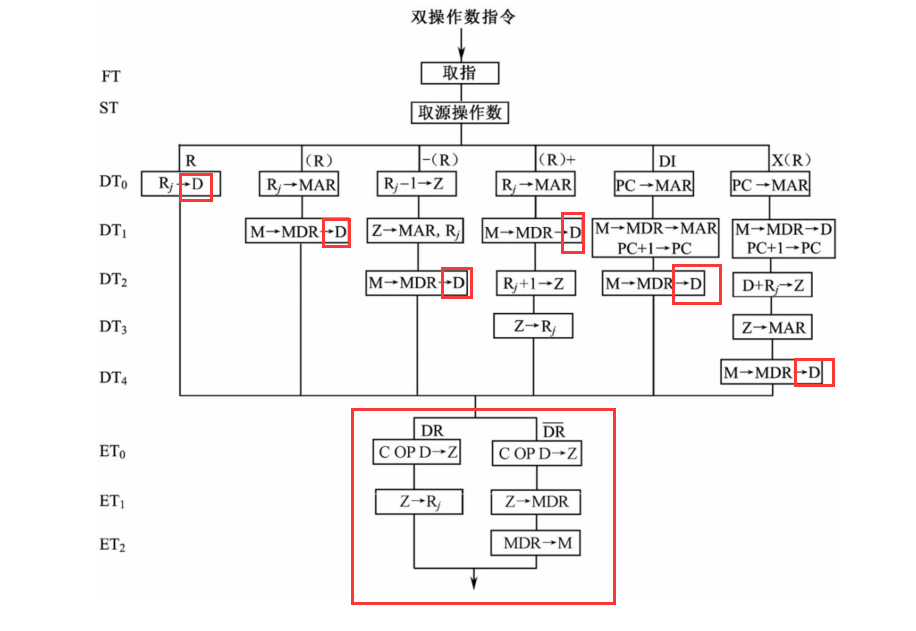 双操作数指令
FT 取指
ST 取源操作数
R (R) -(R) (R)+ DI X(R)
DT₀ Rⱼ→D Rⱼ→MAR Rⱼ-1→Z Rⱼ→MAR PC→MAR PC→MAR
DT₁ M→MDR→D Z→MAR, Rⱼ M→MDR→D M→MDR→MAR M→MDR→D
PC+1→PC PC+1→PC
DT₂ M→MDR→D Rⱼ+1→Z M→MDR→D D+Rⱼ→Z
DT₃ Z→Rⱼ Z→MAR
DT₄ M→MDR→D
DR D̅R̅
ET₀ C OP D→Z C OP D→Z
ET₁ Z→Rⱼ Z→MDR
ET₂ MDR→M